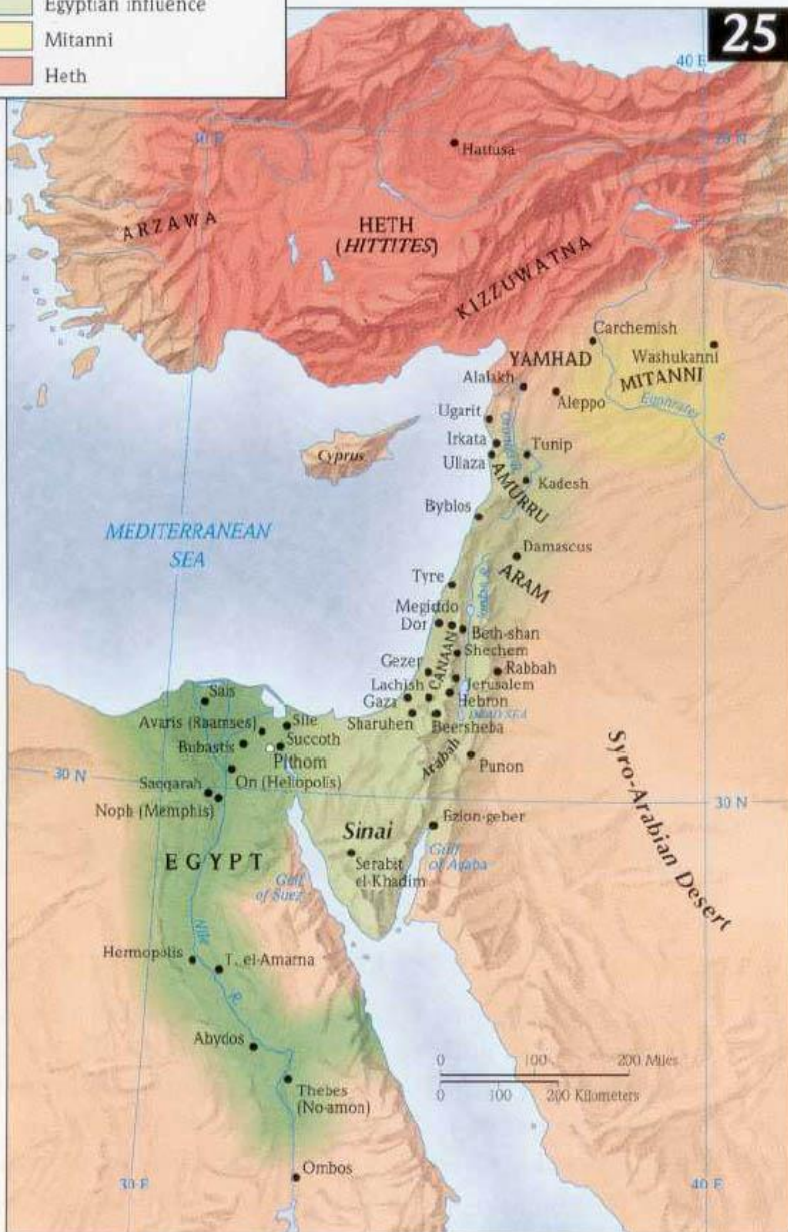 Egyptian influence
Mitanni
Heth
25
40 E
Hattusa
ARZAWA
HETH
(HITTITES)
KIZZUWATNA
Carchemish
YAMHAD
Washukanni
MITANNI
Alalakh
Aleppo
Euphrates
R.
Ugarit
Irkata
Tunip
Ullaza
AMURRU
Kadesh
Cyprus
Byblos
MEDITERRANEAN
SEA
Damascus
Tyre
ARAM
Jordan R.
Megiddo
Dor
Beth-shan
CANAAN
Shechem
Gezer
Rabbah
Lachish
Jerusalem
Gaza
Hebron
Sais
DEAD SEA
Avaris (Raamses)
Sile
Sharuhen
Beersheba
Bubastis
Succoth
Pithom
Arabah
Punon
30 N
On (Heliopolis)
Saqqarah
Noph (Memphis)
30 N
Syro-Arabian Desert
Sinai
Ezion-geber
EGYPT
Serabit
el-Khadim
Gulf
of Aqaba
Gulf
of Suez
Nile
R.
Hermopolis
T. el-Amarna
Abydos
0 100 200 Miles
0 100 200 Kilometers
Thebes
(No-amon)
Ombos
30 E
40 E